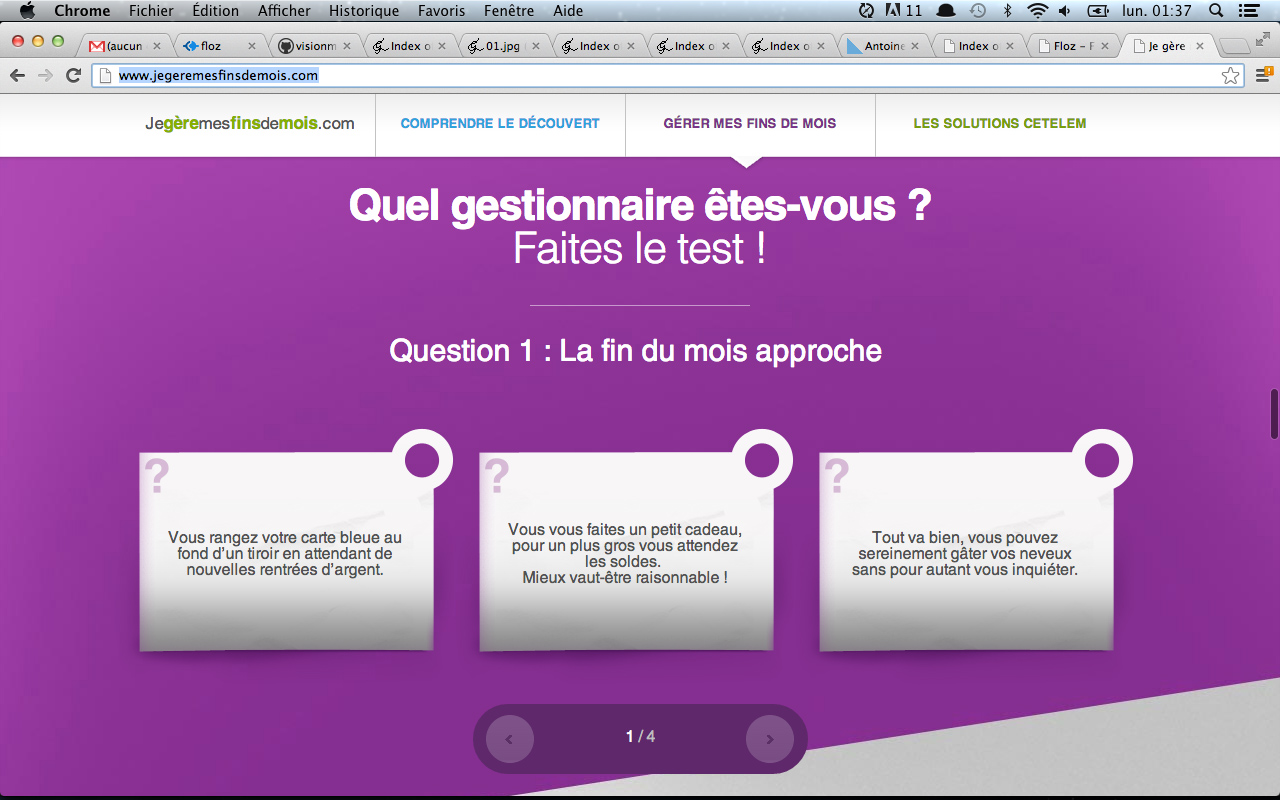 Chrome Fichier Édition Afficher Historique Favoris Fenêtre Aide 11 lun. 01:37
(aucun floz visionm Index o 01.jpg ( Index o Index o Index o Antoine Index o Floz – F Je gère
www.jegeremesfinsdemois.com
Jegèremesfinsdemois.com COMPRENDRE LE DÉCOUVERT GÉRER MES FINS DE MOIS LES SOLUTIONS CETELEM
Quel gestionnaire êtes-vous ?
Faites le test !
Question 1 : La fin du mois approche
?
Vous rangez votre carte bleue au
fond d’un tiroir en attendant de
nouvelles rentrées d’argent.
?
Vous vous faites un petit cadeau,
pour un plus gros vous attendez
les soldes.
Mieux vaut-être raisonnable !
?
Tout va bien, vous pouvez
sereinement gâter vos neveux
sans pour autant vous inquiéter.
1 / 4